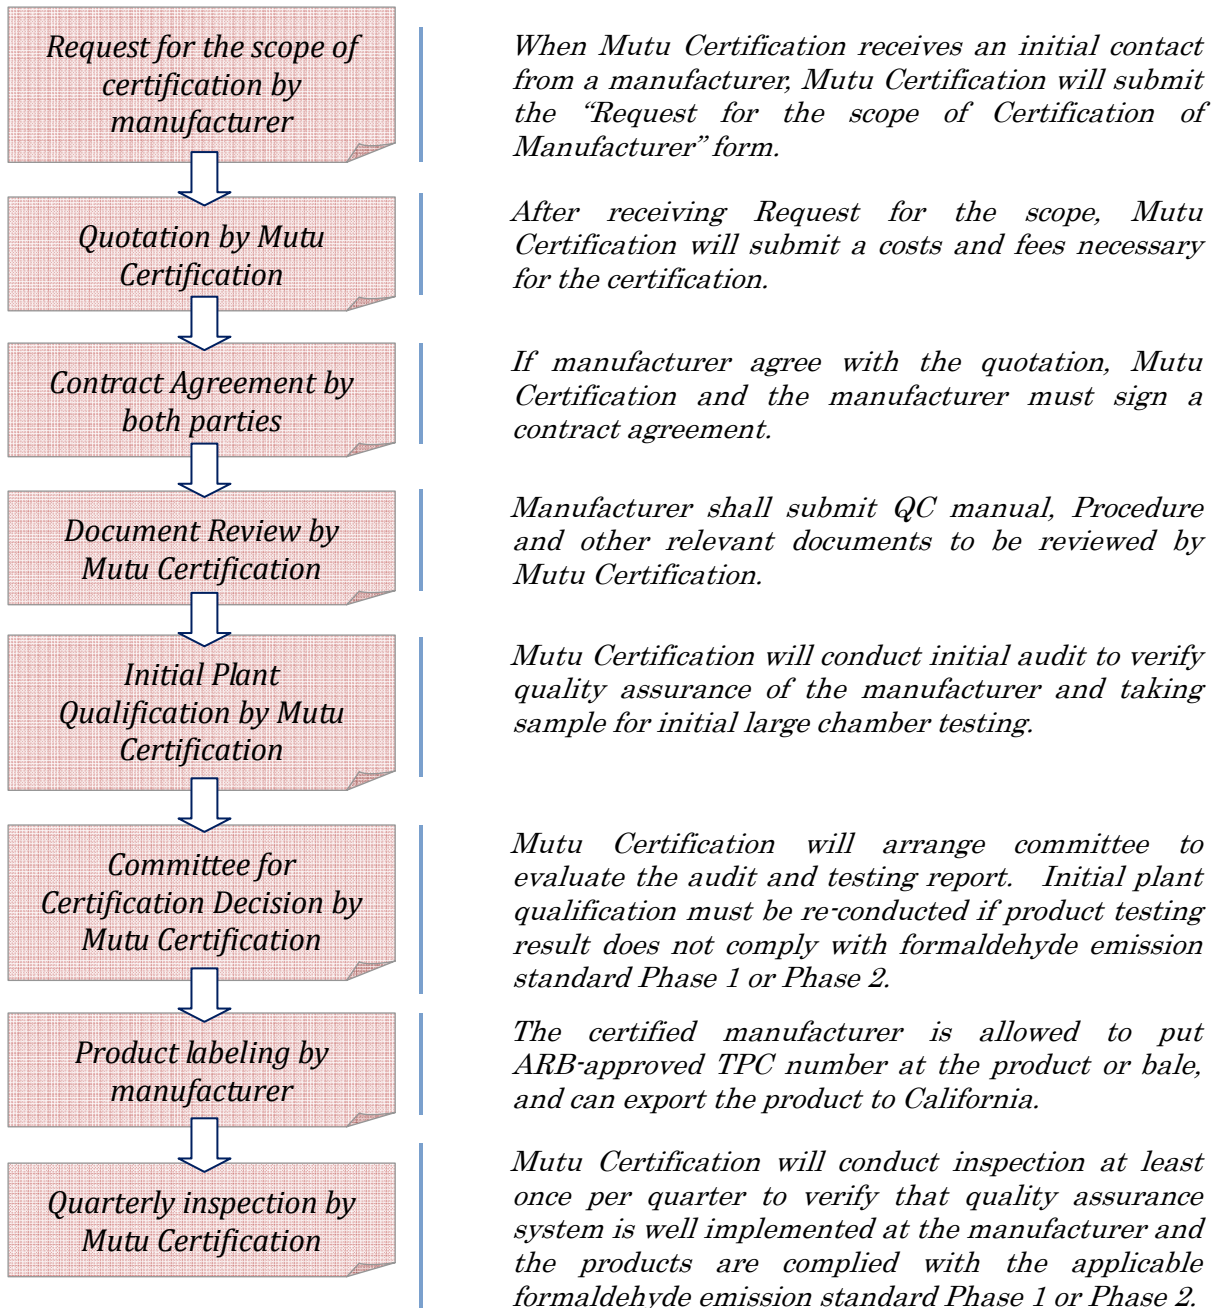 Request for the scope of
certification by
manufacturer
When Mutu Certification receives an initial contact
from a manufacturer, Mutu Certification will submit
the “Request for the scope of Certification of
Manufacturer” form.
Quotation by Mutu
Certification
After receiving Request for the scope, Mutu
Certification will submit a costs and fees necessary
for the certification.
Contract Agreement by
both parties
If manufacturer agree with the quotation, Mutu
Certification and the manufacturer must sign a
contract agreement.
Document Review by
Mutu Certification
Manufacturer shall submit QC manual, Procedure
and other relevant documents to be reviewed by
Mutu Certification.
Initial Plant
Qualification by Mutu
Certification
Mutu Certification will conduct initial audit to verify
quality assurance of the manufacturer and taking
sample for initial large chamber testing.
Committee for
Certification Decision by
Mutu Certification
Mutu Certification will arrange committee to
evaluate the audit and testing report. Initial plant
qualification must be re-conducted if product testing
result does not comply with formaldehyde emission
standard Phase 1 or Phase 2.
Product labeling by
manufacturer
The certified manufacturer is allowed to put
ARB-approved TPC number at the product or bale,
and can export the product to California.
Quarterly inspection by
Mutu Certification
Mutu Certification will conduct inspection at least
once per quarter to verify that quality assurance
system is well implemented at the manufacturer and
the products are complied with the applicable
formaldehyde emission standard Phase 1 or Phase 2.